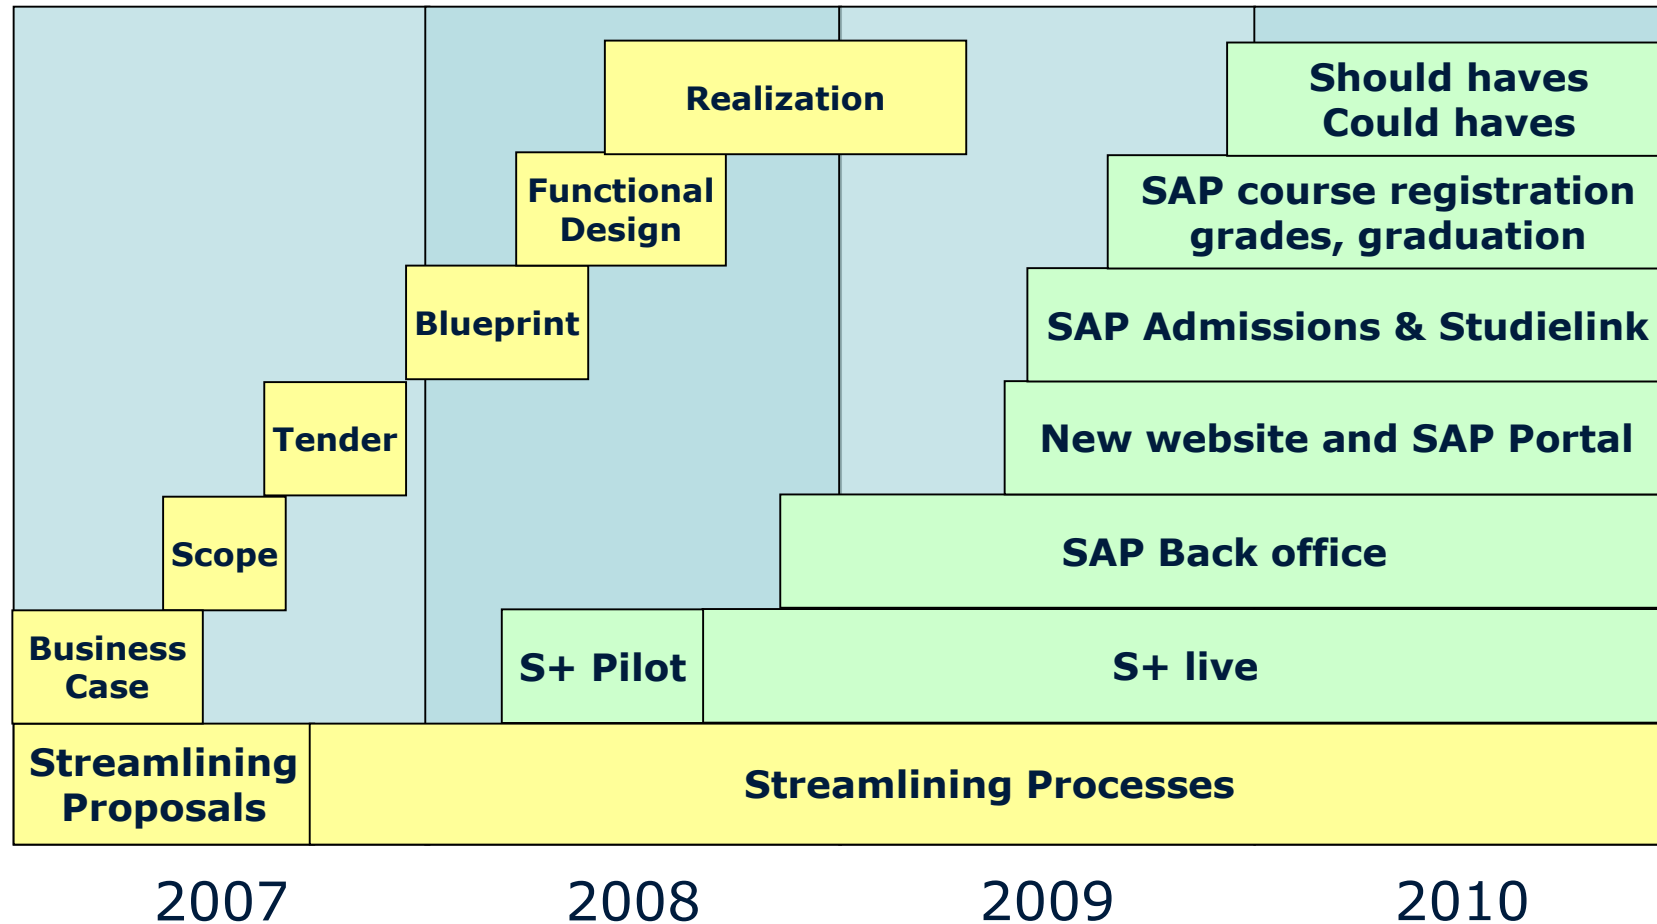 Realization
Should haves
Could haves
Functional
Design
SAP course registration
grades, graduation
Blueprint
SAP Admissions & Studielink
Tender
New website and SAP Portal
Scope
SAP Back office
Business
Case
S+ Pilot
S+ live
Streamlining
Proposals
Streamlining Processes
2007
2008
2009
2010